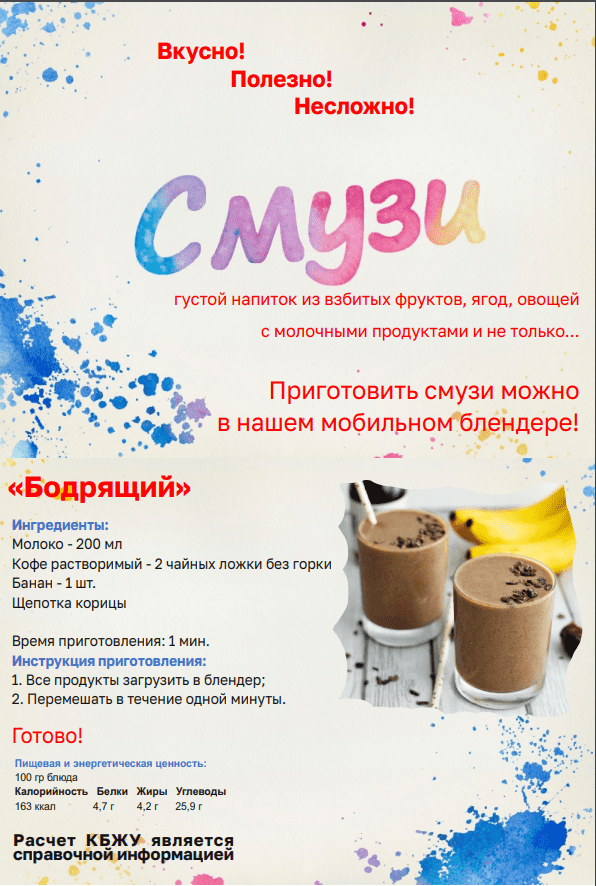 Вкусно!
Полезно!
Несложно!
Смузи
густой напиток из взбитых фруктов, ягод, овощей
с молочными продуктами и не только...
Приготовить смузи можно
в нашем мобильном блендере!
«Бодрящий»
Ингредиенты:
Молоко - 200 мл
Кофе растворимый - 2 чайных ложки без горки
Банан - 1 шт.
Щепотка корицы
Время приготовления: 1 мин.
Инструкция приготовления:
1. Все продукты загрузить в блендер;
2. Перемешать в течение одной минуты.
Готово!
Пищевая и энергетическая ценность:
100 гр блюда
Калорийность Белки Жиры Углеводы
163 ккал 4,7 г 4,2 г 25,9 г
Расчет КБЖУ является
справочной информацией